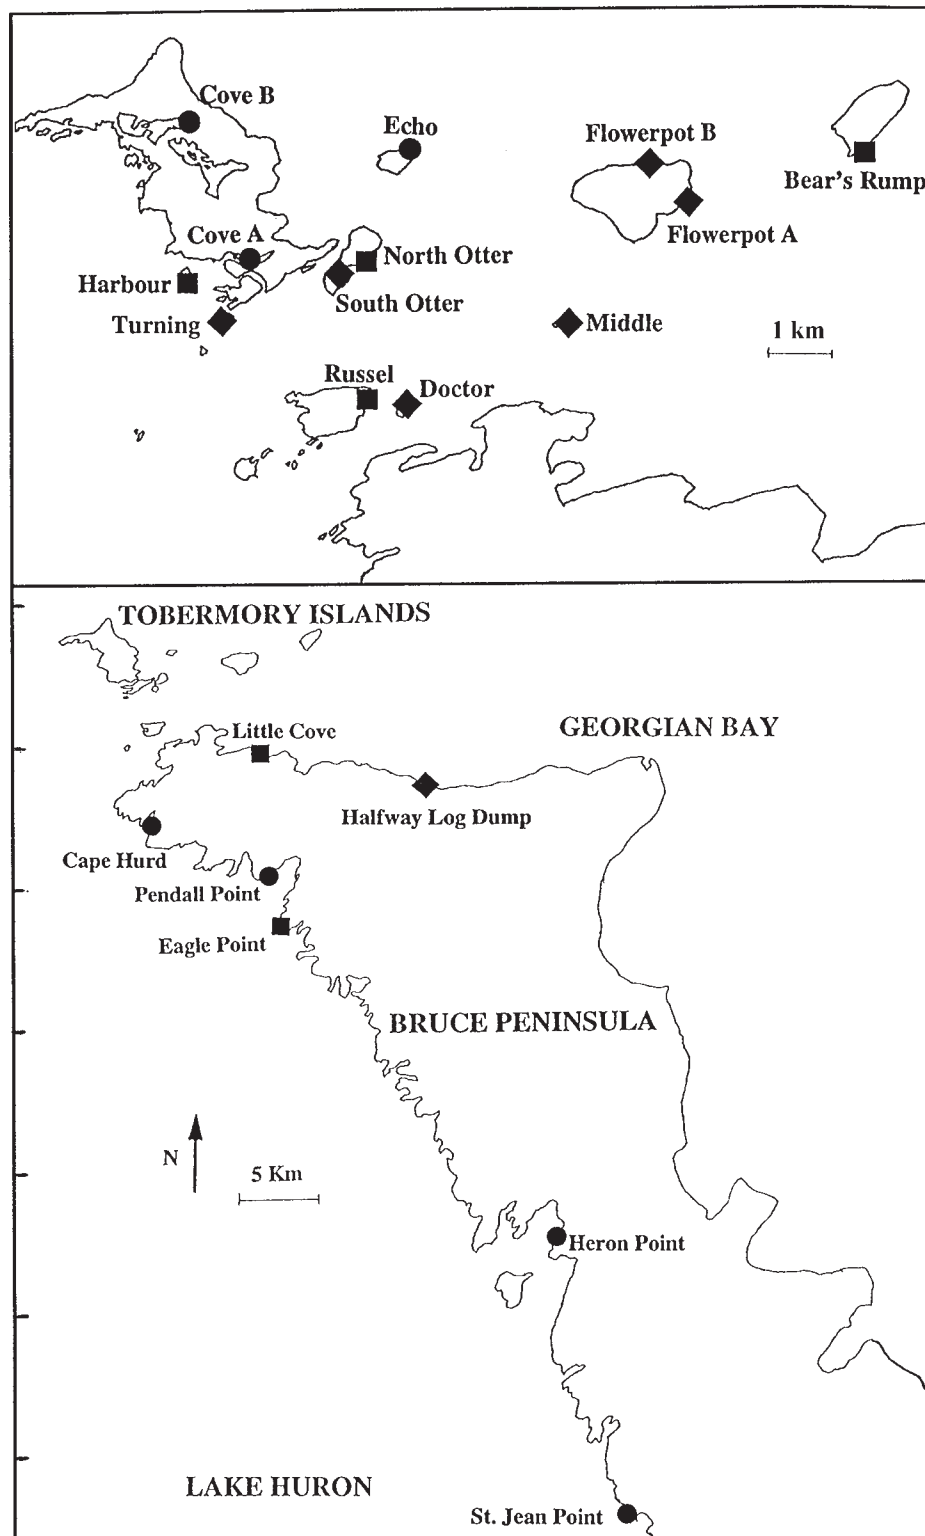 Cove B
Echo
Flowerpot B
Bear's Rump
Flowerpot A
Cove A
North Otter
Harbour
South Otter
Turning
Middle
1 km
Russel
Doctor
TOBERMORY ISLANDS
GEORGIAN BAY
Little Cove
Halfway Log Dump
Cape Hurd
Pendall Point
Eagle Point
BRUCE PENINSULA
N
5 Km
Heron Point
LAKE HURON
St. Jean Point